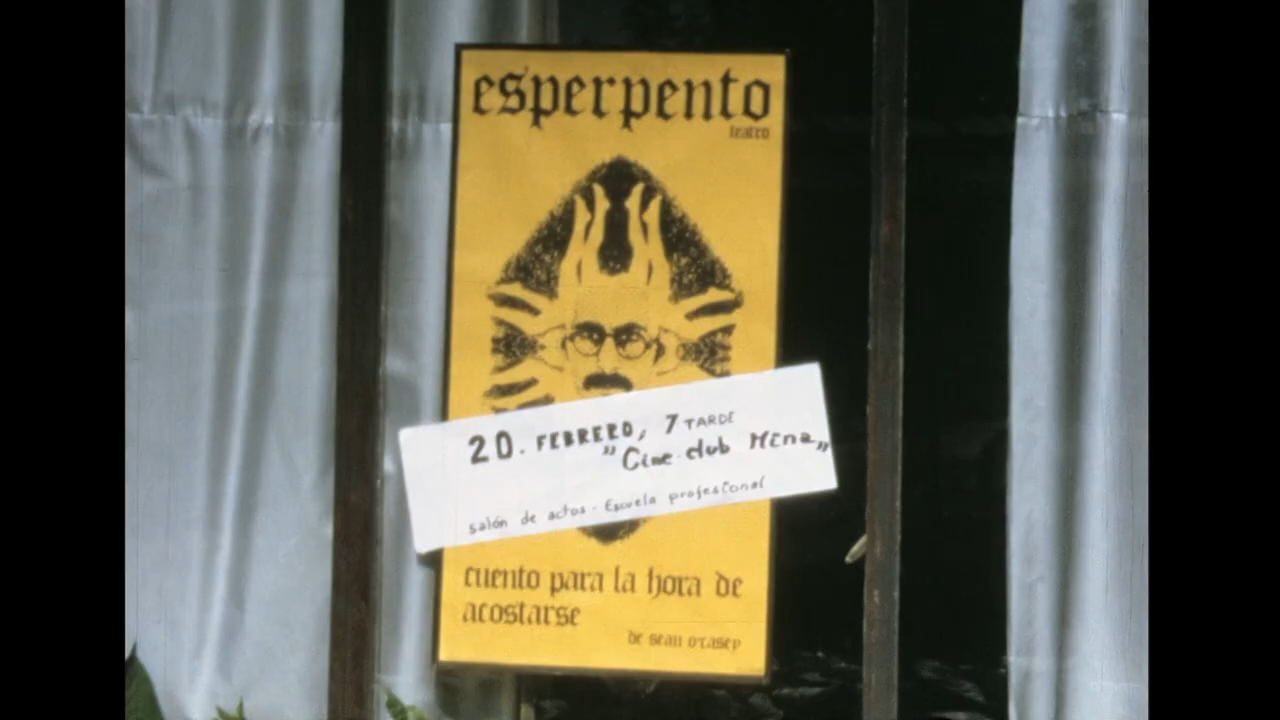 esperpento
teatro
20. FEBRERO, 7 TARDE
"Cine-club Mina"
salón de actos - Escuela profesional
cuento para la hora de
acostarse
de sean o'casey